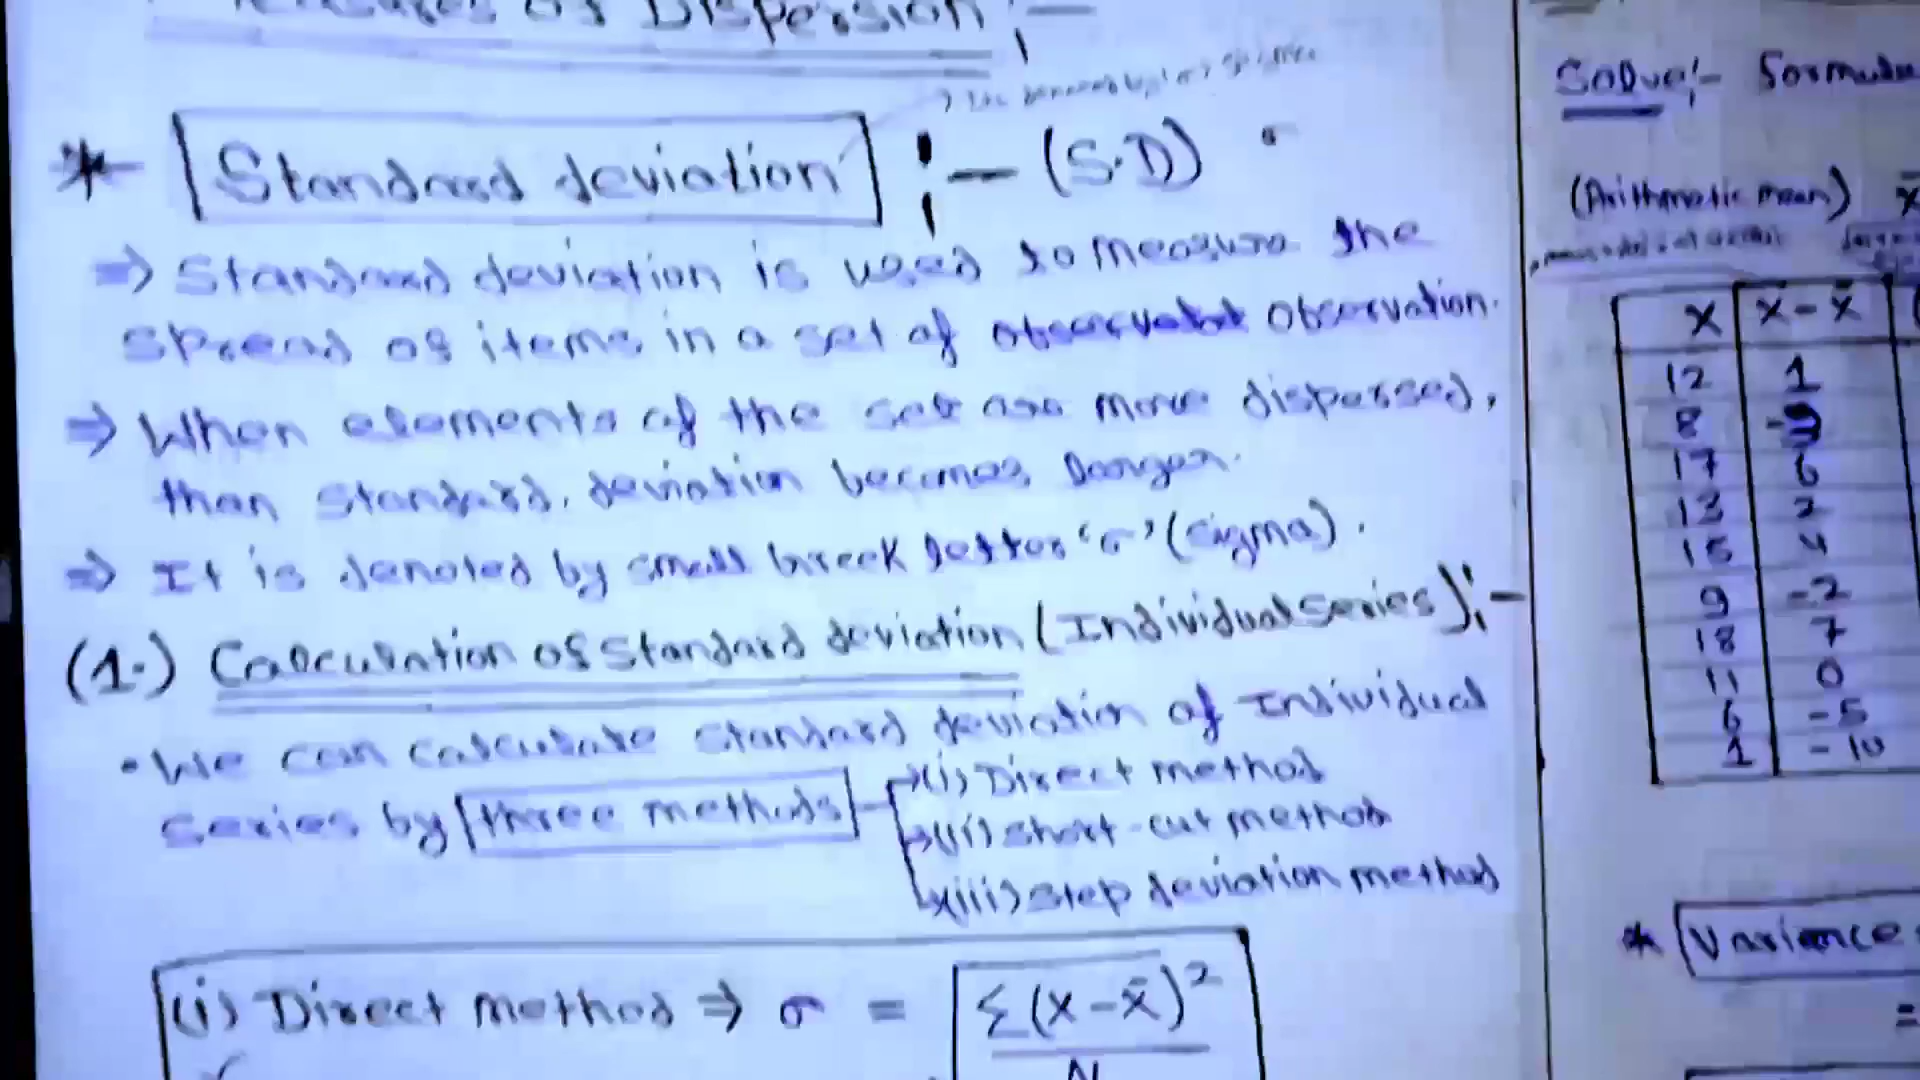 Measures of Dispersion :-
* Standard deviation :- (S.D)
⇒ Standard deviation is used to measure the
spread of items in a set of observation.
⇒ When elements of the set are more dispersed,
than standard, deviation becomes larger.
⇒ It is denoted by small Greek letter 'σ' (sigma).
(1.) Calculation of Standard deviation (Individual Series) :-
• We can calculate standard deviation of Individual
series by three methods
(i) Direct method
(ii) short-cut method
(iii) step deviation method
(i) Direct method ⇒ σ = Σ(x-x̄)²
N
Solve:- Formula
(Arithmetic mean) x̄
x x-x̄
12 1
8 -3
17 6
13 2
15 4
9 -2
18 7
11 0
6 -5
1 -10
* Variance
=